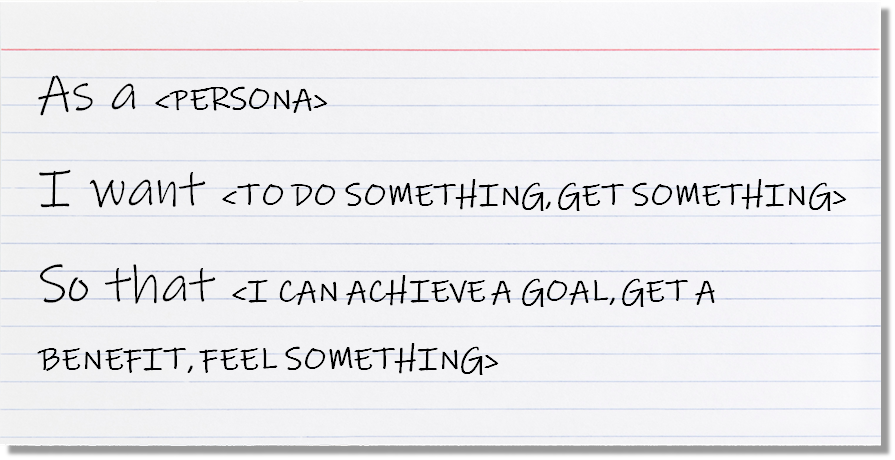 As a <PERSONA>
I want <TO DO SOMETHING, GET SOMETHING>
So that <I CAN ACHIEVE A GOAL, GET A
BENEFIT, FEEL SOMETHING>